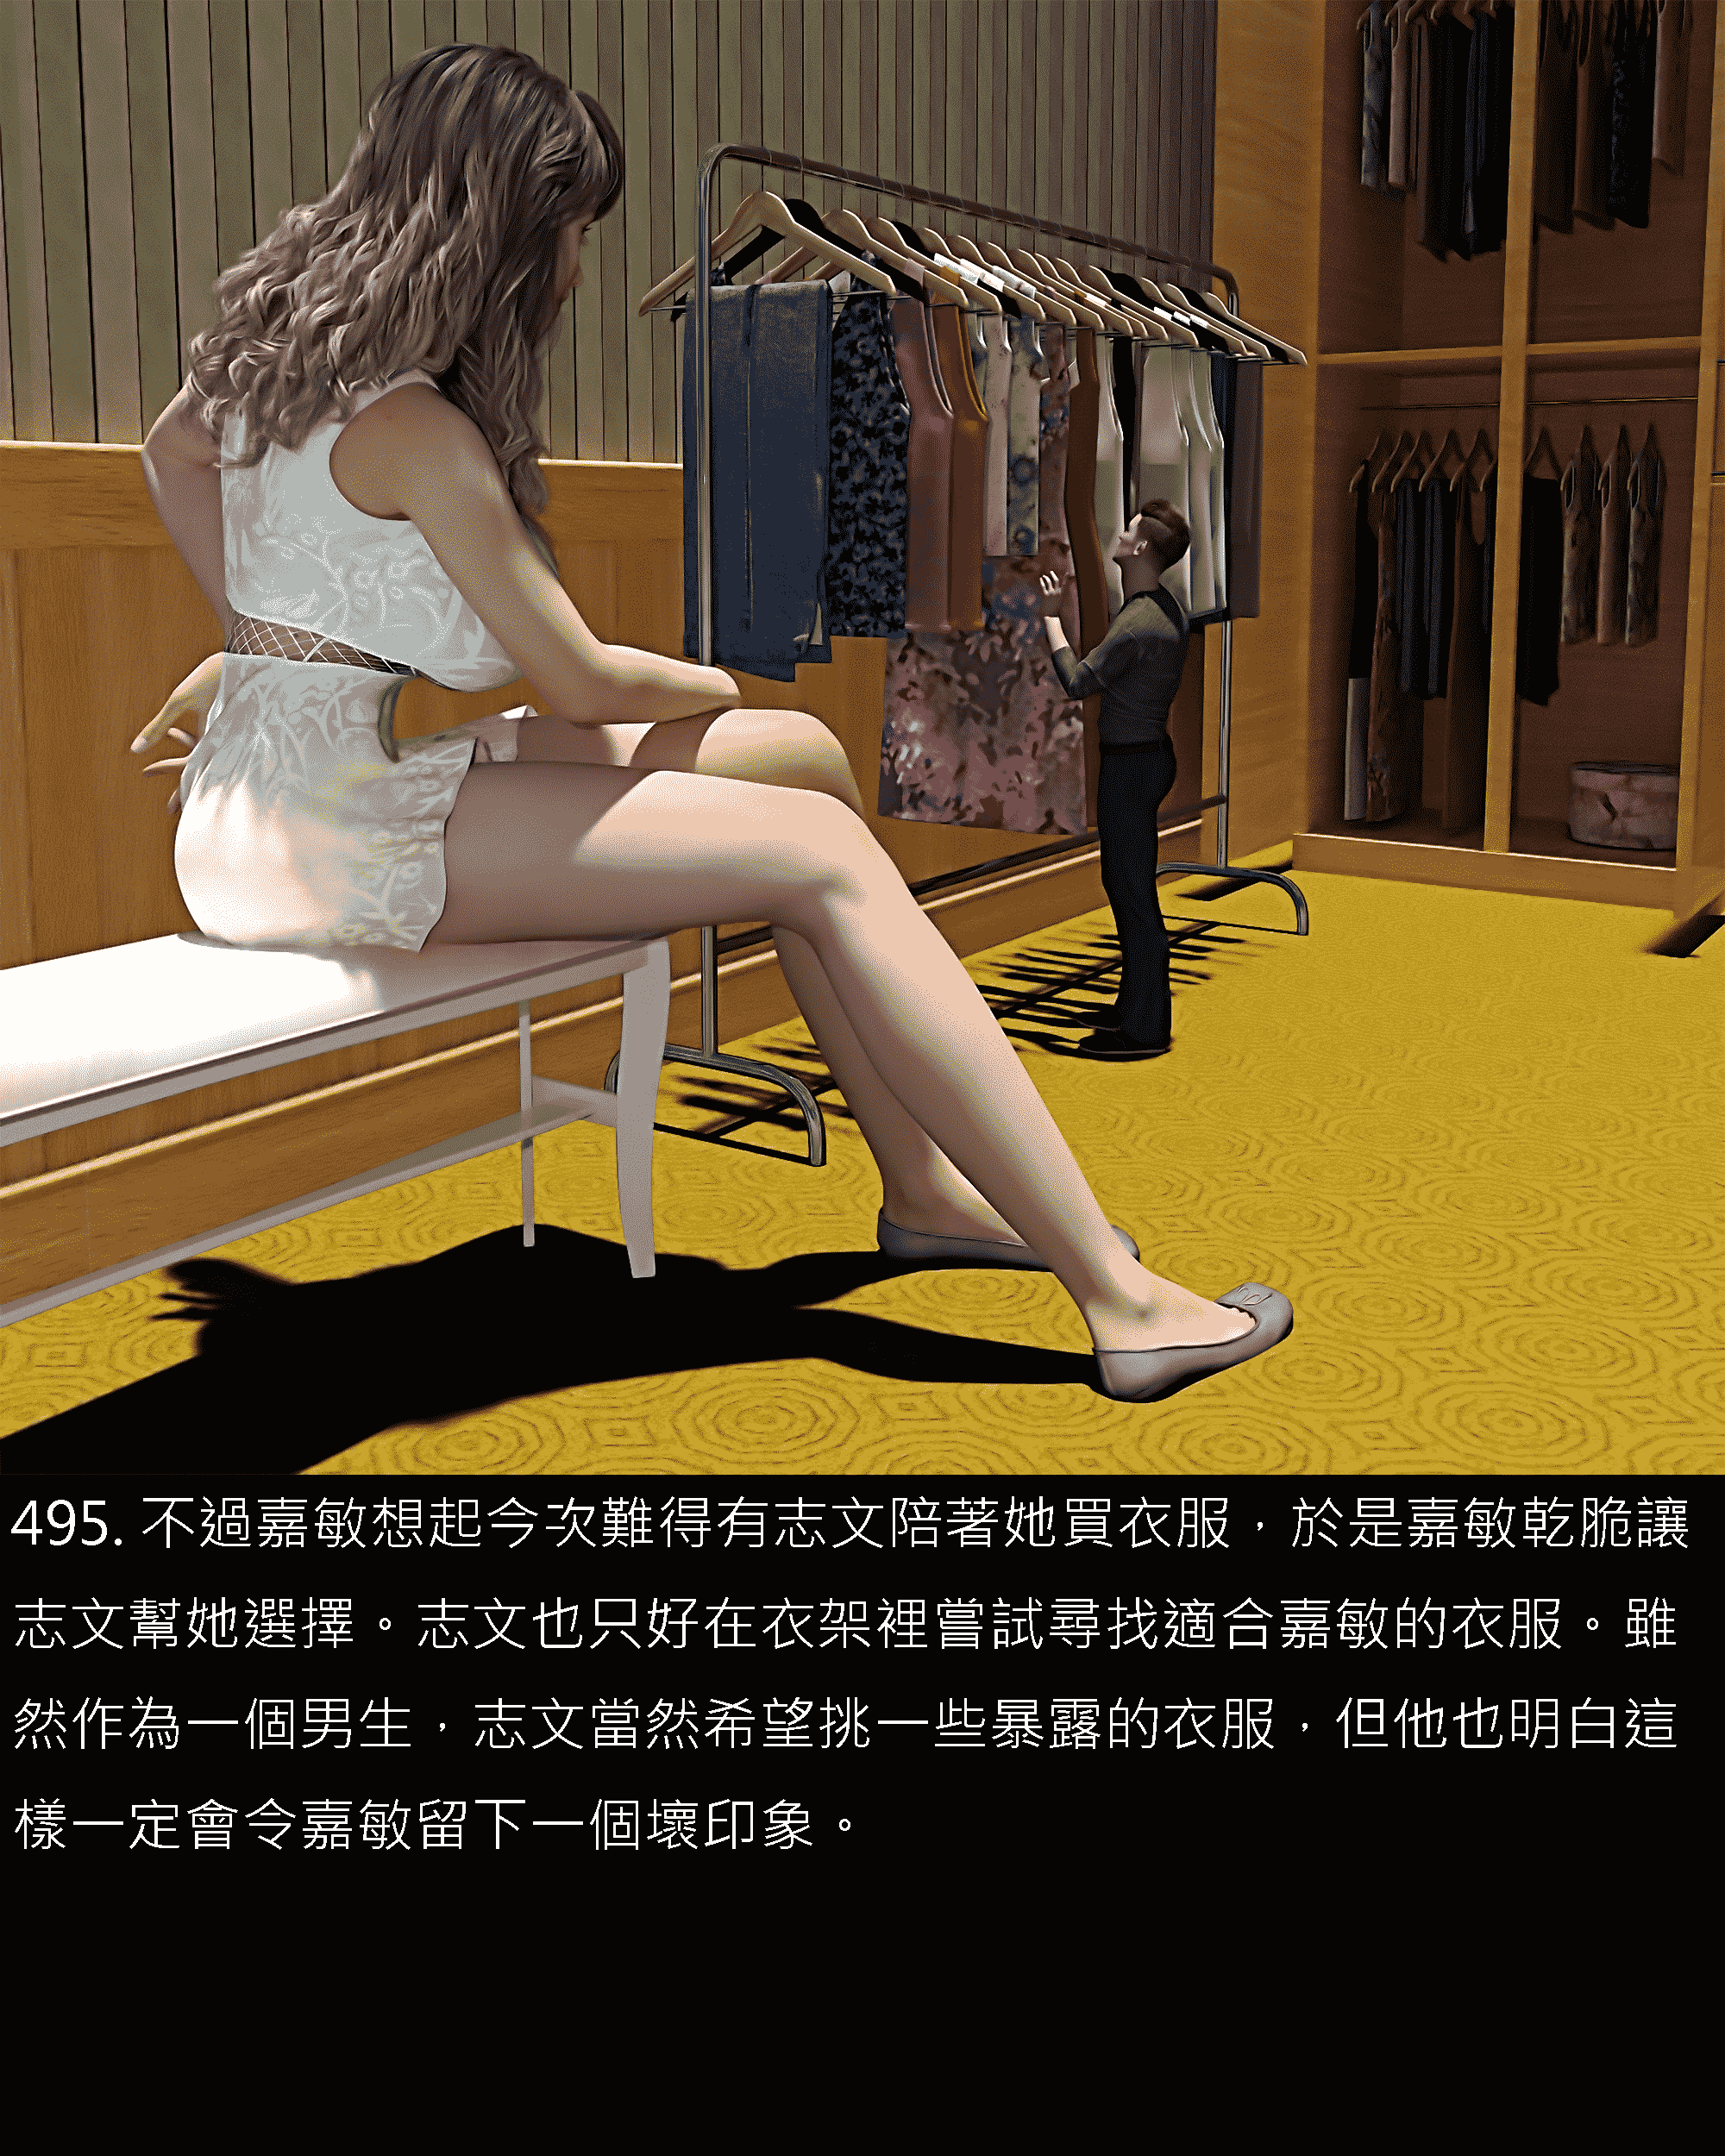 495. 不過嘉敏想起今次難得有志文陪著她買衣服，於是嘉敏乾脆讓
志文幫她選擇。志文也只好在衣架裡嘗試尋找適合嘉敏的衣服。雖
然作為一個男生，志文當然希望挑一些暴露的衣服，但他也明白這
樣一定會令嘉敏留下一個壞印象。